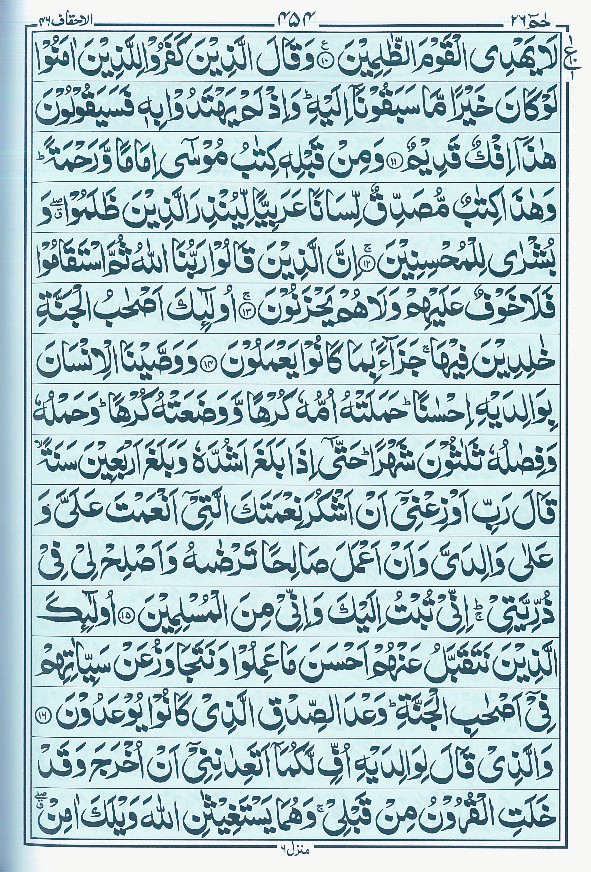 حٰمٓ ٢٦ ٤٥٤ الاحقاف ٤٦
لَا يَهْدِى الْقَوْمَ الظّٰلِمِيْنَ ۞١٠ وَقَالَ الَّذِيْنَ كَفَرُوْا لِلَّذِيْنَ اٰمَنُوْا
لَوْ كَانَ خَيْرًا مَّا سَبَقُوْنَاۤ اِلَيْهِ ؕ وَاِذْ لَمْ يَهْتَدُوْا بِهٖ فَسَيَقُوْلُوْنَ
هٰذَاۤ اِفْكٌ قَدِيْمٌ ۞١١ وَمِنْ قَبْلِهٖ كِتٰبُ مُوْسٰۤى اِمَامًا وَّرَحْمَةً ؕ
وَهٰذَا كِتٰبٌ مُّصَدِّقٌ لِّسَانًا عَرَبِيًّا لِّيُنْذِرَ الَّذِيْنَ ظَلَمُوْا ۖق وَ
بُشْرٰى لِلْمُحْسِنِيْنَ ۞١٢ اِنَّ الَّذِيْنَ قَالُوْا رَبُّنَا اللّٰهُ ثُمَّ اسْتَقَامُوْا
فَلَا خَوْفٌ عَلَيْهِمْ وَلَا هُمْ يَحْزَنُوْنَ ۞١٣ اُولٰٓئِكَ اَصْحٰبُ الْجَنَّةِ
خٰلِدِيْنَ فِيْهَا ۚ جَزَآءًۢ بِمَا كَانُوْا يَعْمَلُوْنَ ۞١٤ وَوَصَّيْنَا الْاِنْسَانَ
بِوَالِدَيْهِ اِحْسٰنًا ؕ حَمَلَتْهُ اُمُّهٗ كُرْهًا وَّوَضَعَتْهُ كُرْهًا ؕ وَحَمْلُهٗ
وَفِصٰلُهٗ ثَلٰثُوْنَ شَهْرًا ؕ حَتّٰۤى اِذَا بَلَغَ اَشُدَّهٗ وَبَلَغَ اَرْبَعِيْنَ سَنَةً ۙ
قَالَ رَبِّ اَوْزِعْنِىْۤ اَنْ اَشْكُرَ نِعْمَتَكَ الَّتِىْۤ اَنْعَمْتَ عَلَىَّ وَ
عَلٰى وَالِدَىَّ وَاَنْ اَعْمَلَ صَالِحًا تَرْضٰىهُ وَاَصْلِحْ لِىْ فِىْ
ذُرِّيَّتِىْ ؕۚ اِنِّىْ تُبْتُ اِلَيْكَ وَاِنِّىْ مِنَ الْمُسْلِمِيْنَ ۞١٥ اُولٰٓئِكَ
الَّذِيْنَ نَتَقَبَّلُ عَنْهُمْ اَحْسَنَ مَا عَمِلُوْا وَنَتَجَاوَزُ عَنْ سَيِّاٰتِهِمْ
فِىْۤ اَصْحٰبِ الْجَنَّةِ ؕ وَعْدَ الصِّدْقِ الَّذِىْ كَانُوْا يُوْعَدُوْنَ ۞١٦
وَالَّذِىْ قَالَ لِوَالِدَيْهِ اُفٍّ لَّكُمَاۤ اَتَعِدٰنِنِىْۤ اَنْ اُخْرَجَ وَقَدْ
خَلَتِ الْقُرُوْنُ مِنْ قَبْلِىْ ۚ وَهُمَا يَسْتَغِيْثٰنِ اللّٰهَ وَيْلَكَ اٰمِنْ ۖق
منزل ٦